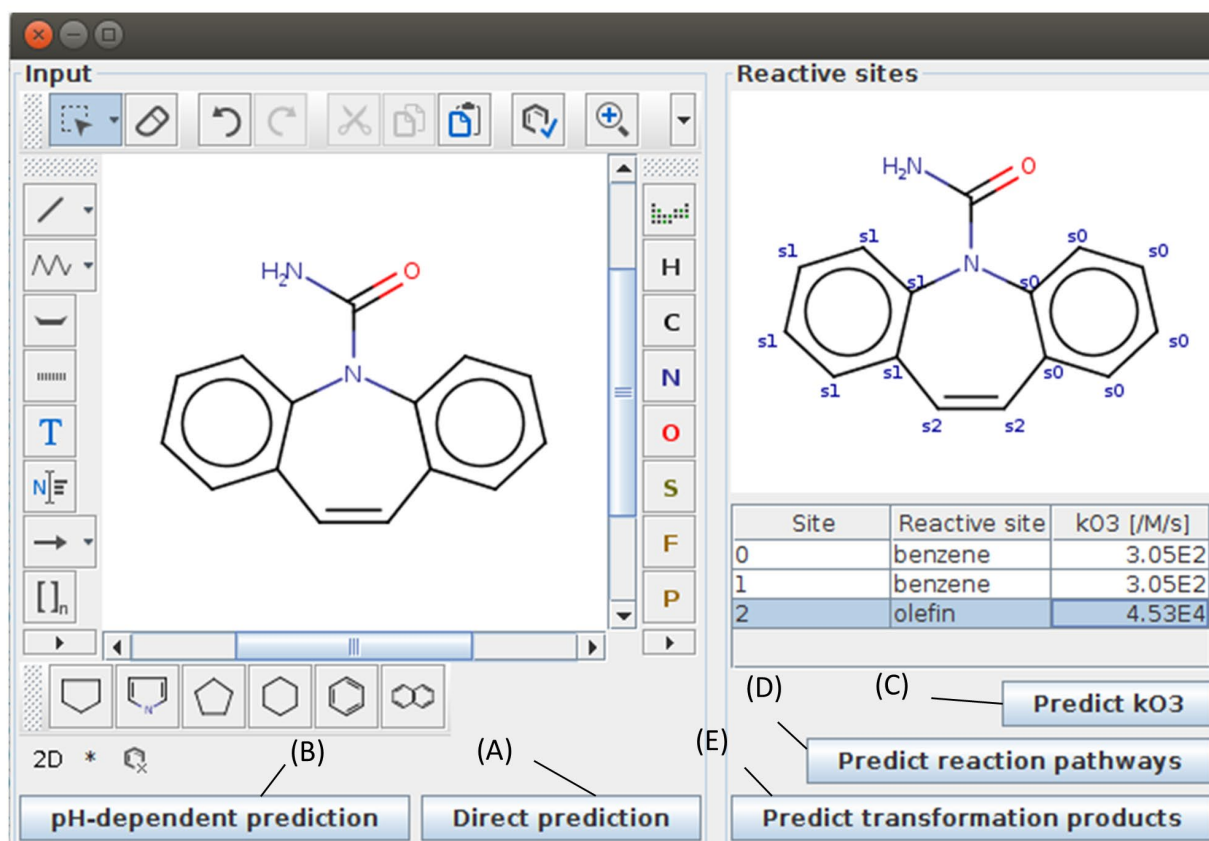 Input
Reactive sites
H₂N
O
N
H₂N
O
N
s1
s1
s1
s1
s1
s1
s0
s0
s0
s0
s0
s0
s2
s2
T
N
[ ]n
H
C
N
O
S
F
P
N
2D *
Site Reactive site kO3 [/M/s]
0 benzene 3.05E2
1 benzene 3.05E2
2 olefin 4.53E4
(A)
(B)
(C)
(D)
(E)
pH-dependent prediction
Direct prediction
Predict kO3
Predict reaction pathways
Predict transformation products